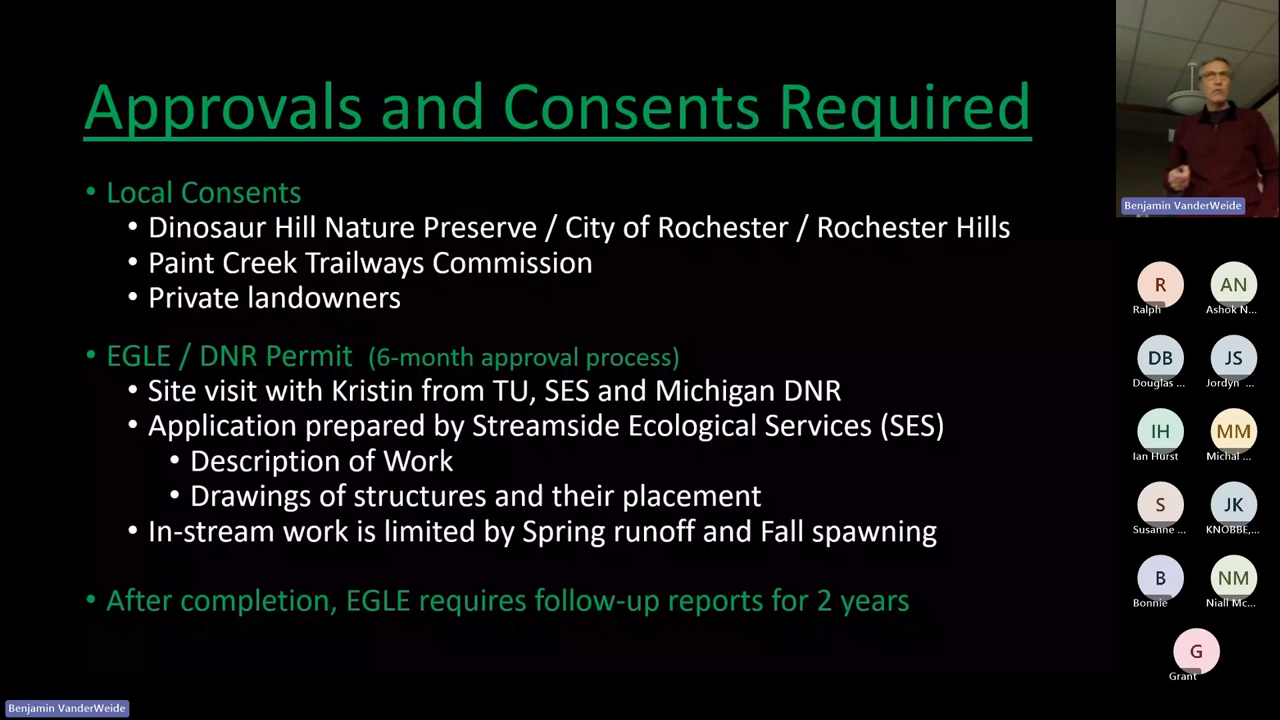 Approvals and Consents Required
• Local Consents
• Dinosaur Hill Nature Preserve / City of Rochester / Rochester Hills
• Paint Creek Trailways Commission
• Private landowners
• EGLE / DNR Permit (6-month approval process)
• Site visit with Kristin from TU, SES and Michigan DNR
• Application prepared by Streamside Ecological Services (SES)
• Description of Work
• Drawings of structures and their placement
• In-stream work is limited by Spring runoff and Fall spawning
• After completion, EGLE requires follow-up reports for 2 years
Benjamin VanderWeide
Benjamin VanderWeide
R
AN
Ralph
Ashok N...
DB
JS
Douglas ...
Jordyn ...
IH
MM
Ian Hurst
Michal ...
S
JK
Susanne ...
KNOBBE,...
B
NM
Bonnie
Niall Mc...
G
Grant